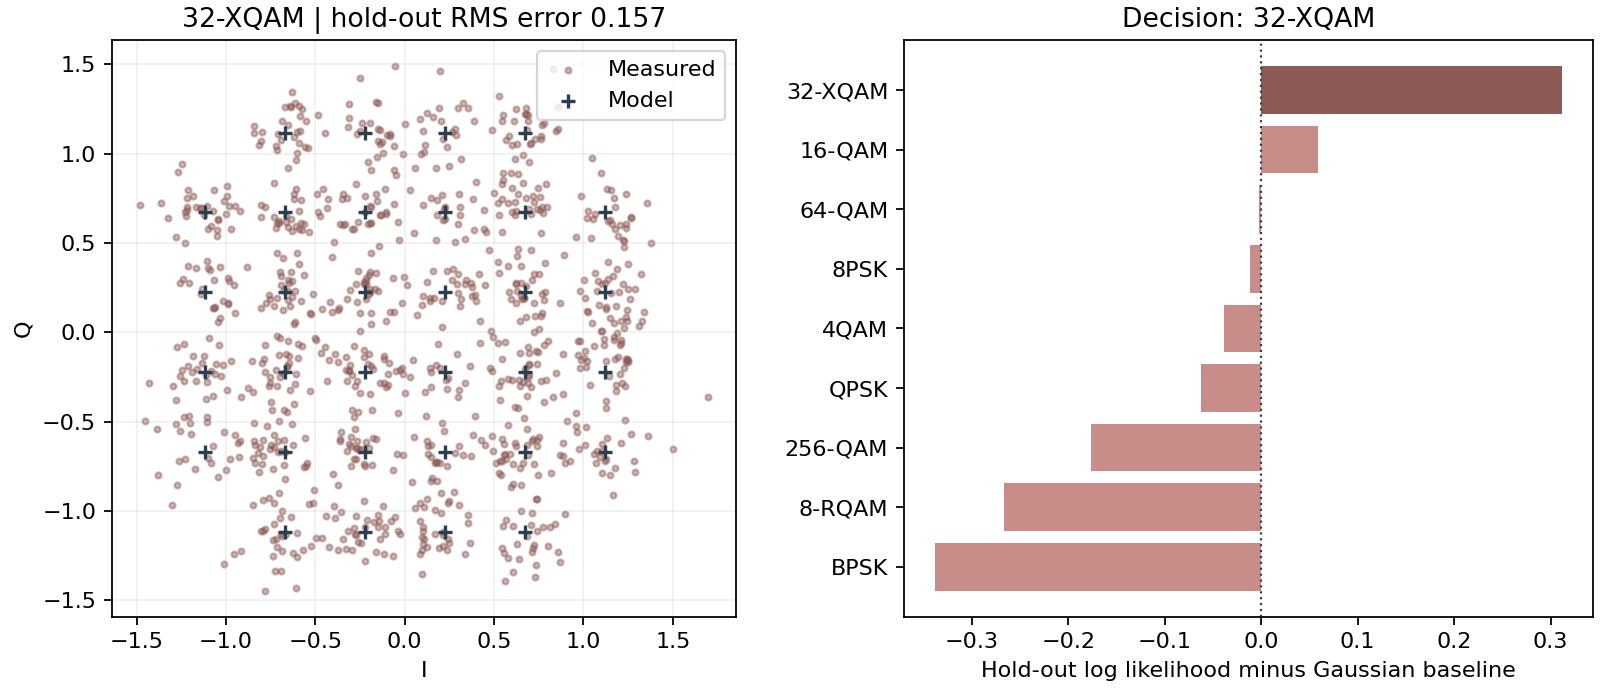 32-XQAM | hold-out RMS error 0.157
Measured
Model
1.5
1.0
0.5
0.0
−0.5
−1.0
−1.5
Q
−1.5
−1.0
−0.5
0.0
0.5
1.0
1.5
I
Decision: 32-XQAM
32-XQAM
16-QAM
64-QAM
8PSK
4QAM
QPSK
256-QAM
8-RQAM
BPSK
−0.3
−0.2
−0.1
0.0
0.1
0.2
0.3
Hold-out log likelihood minus Gaussian baseline